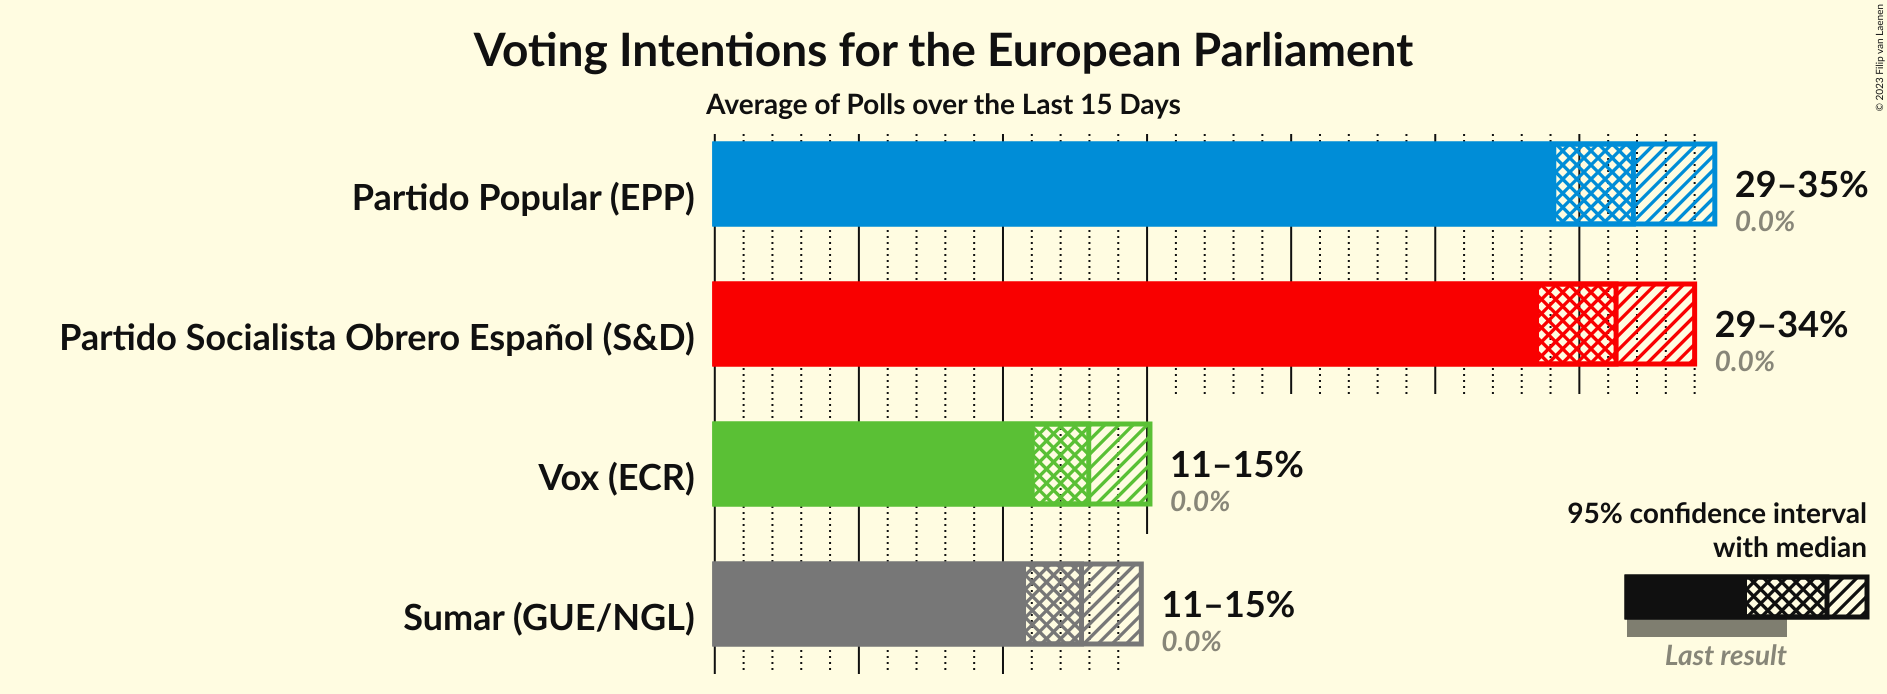 Voting Intentions for the European Parliament
Average of Polls over the Last 15 Days
Partido Popular (EPP)
29–35%
0.0%
Partido Socialista Obrero Español (S&D)
29–34%
0.0%
Vox (ECR)
11–15%
0.0%
Sumar (GUE/NGL)
11–15%
0.0%
95% confidence interval
with median
Last result
© 2023 Filip van Laenen